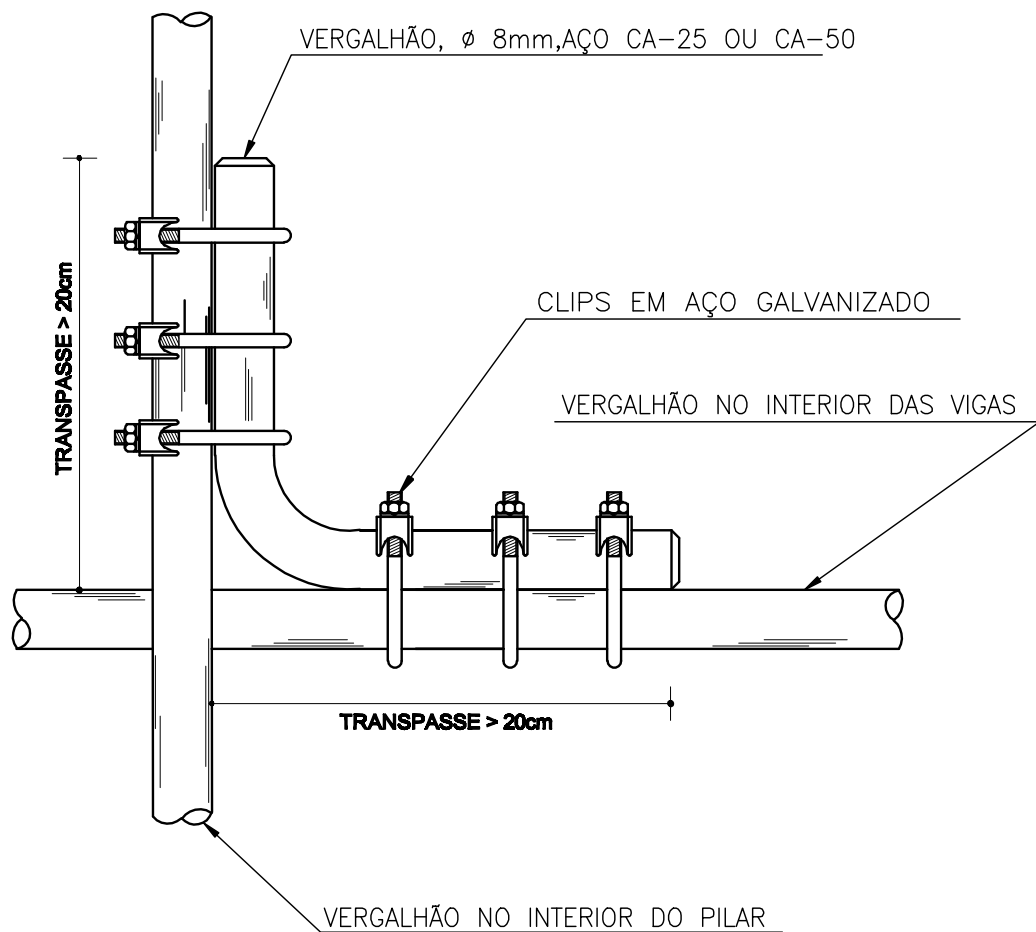 VERGALHÃO, ø 8mm,AÇO CA-25 OU CA-50
TRANSPASSE > 20cm
CLIPS EM AÇO GALVANIZADO
VERGALHÃO NO INTERIOR DAS VIGAS
TRANSPASSE > 20cm
VERGALHÃO NO INTERIOR DO PILAR